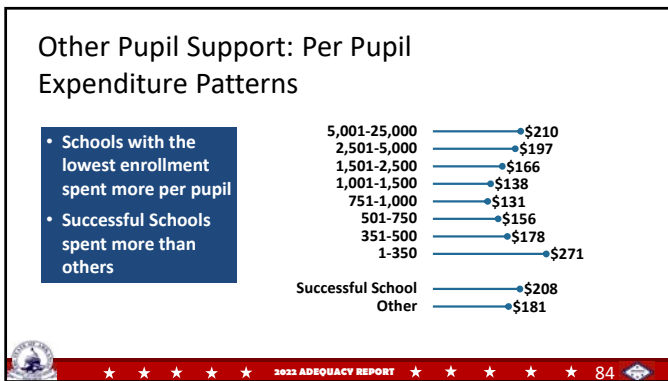 Other Pupil Support: Per Pupil
Expenditure Patterns
• Schools with the
lowest enrollment
spent more per pupil
• Successful Schools
spent more than
others
5,001-25,000 $210
2,501-5,000 $197
1,501-2,500 $166
1,001-1,500 $138
751-1,000 $131
501-750 $156
351-500 $178
1-350 $271
Successful School $208
Other $181
2022 ADEQUACY REPORT 84